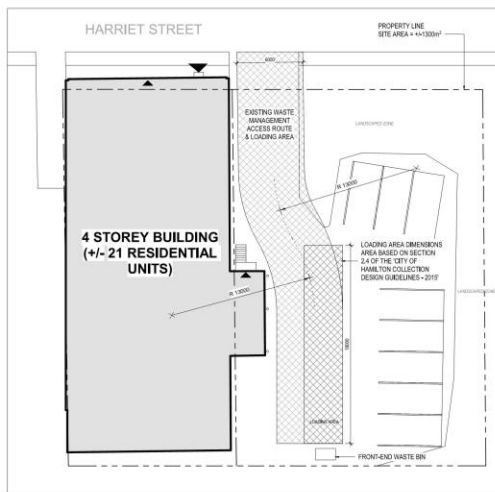 HARRIET STREET
PROPERTY LINE
SITE AREA = +/-1300m²
6000
EXISTING WASTE
MANAGEMENT
ACCESS ROUTE
& LOADING AREA
LANDSCAPED ZONE
R 13000
4 STOREY BUILDING
(+/- 21 RESIDENTIAL
UNITS)
LOADING AREA DIMENSIONS
AREA BASED ON SECTION
2.4 OF THE 'CITY OF
HAMILTON COLLECTION
DESIGN GUIDELINES - 2015'
R 13000
LANDSCAPED ZONE
18000
LOADING AREA
FRONT-END WASTE BIN